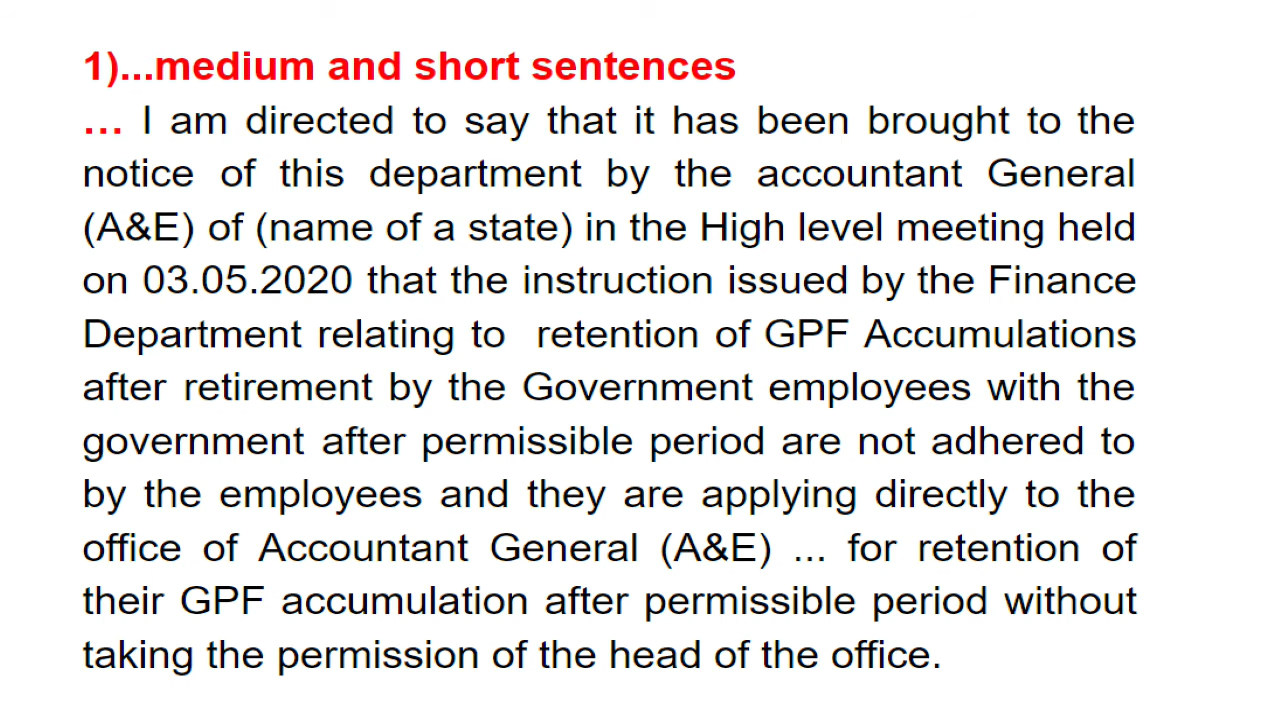 1)...medium and short sentences
... I am directed to say that it has been brought to the
notice of this department by the accountant General
(A&E) of (name of a state) in the High level meeting held
on 03.05.2020 that the instruction issued by the Finance
Department relating to  retention of GPF Accumulations
after retirement by the Government employees with the
government after permissible period are not adhered to
by the employees and they are applying directly to the
office of Accountant General (A&E) ... for retention of
their GPF accumulation after permissible period without
taking the permission of the head of the office.